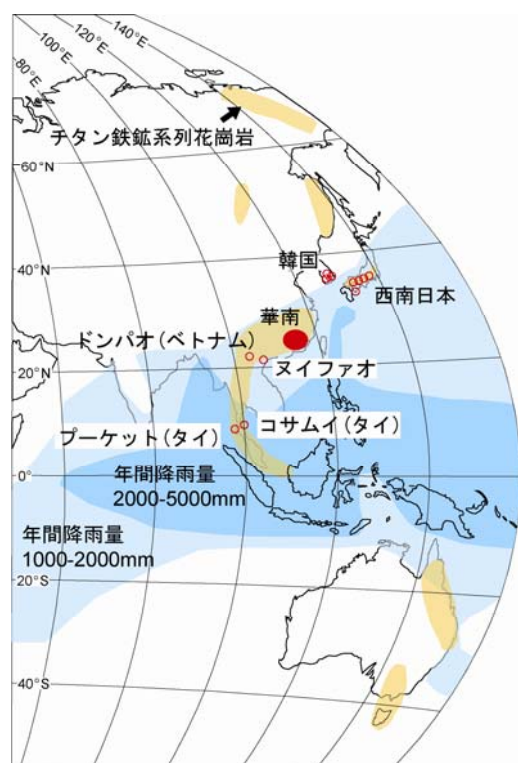 140°E
120°E
100°E
80°E
チタン鉄鉱系列花崗岩
60°N
韓国
40°N
西南日本
華南
ドンパオ(ベトナム)
ヌイファオ
20°N
コサムイ(タイ)
プーケット(タイ)
年間降雨量
2000-5000mm
0°
年間降雨量
1000-2000mm
20°S
40°S